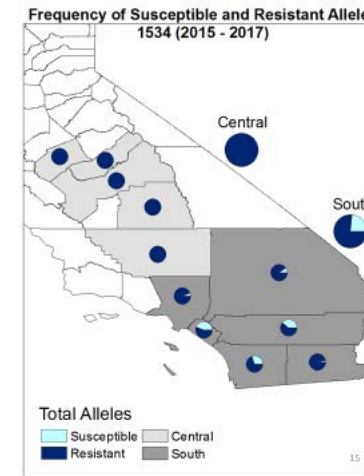 Frequency of Susceptible and Resistant Allele
1534 (2015 - 2017)
Central
Sout
Total Alleles
Susceptible
Central
Resistant
South
15